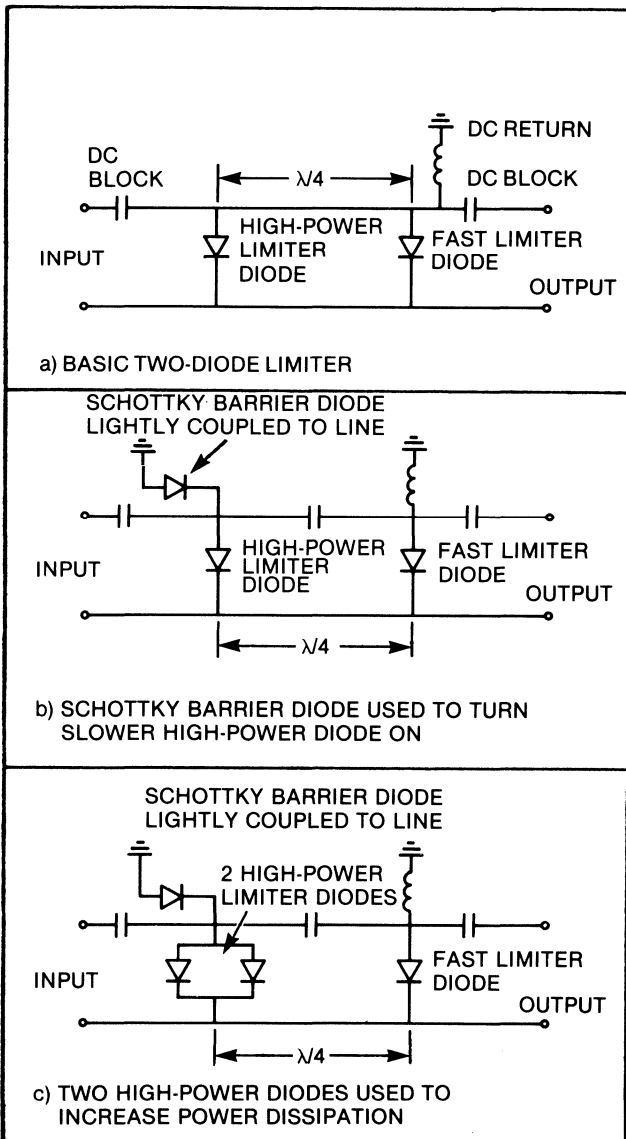 DC RETURN
DC
BLOCK
λ/4
DC BLOCK
HIGH-POWER
LIMITER
DIODE
FAST LIMITER
DIODE
INPUT
OUTPUT
a) BASIC TWO-DIODE LIMITER
SCHOTTKY BARRIER DIODE
LIGHTLY COUPLED TO LINE
HIGH-POWER
LIMITER
DIODE
FAST LIMITER
DIODE
INPUT
OUTPUT
λ/4
b) SCHOTTKY BARRIER DIODE USED TO TURN
SLOWER HIGH-POWER DIODE ON
SCHOTTKY BARRIER DIODE
LIGHTLY COUPLED TO LINE
2 HIGH-POWER
LIMITER DIODES
FAST LIMITER
DIODE
INPUT
OUTPUT
λ/4
c) TWO HIGH-POWER DIODES USED TO
INCREASE POWER DISSIPATION